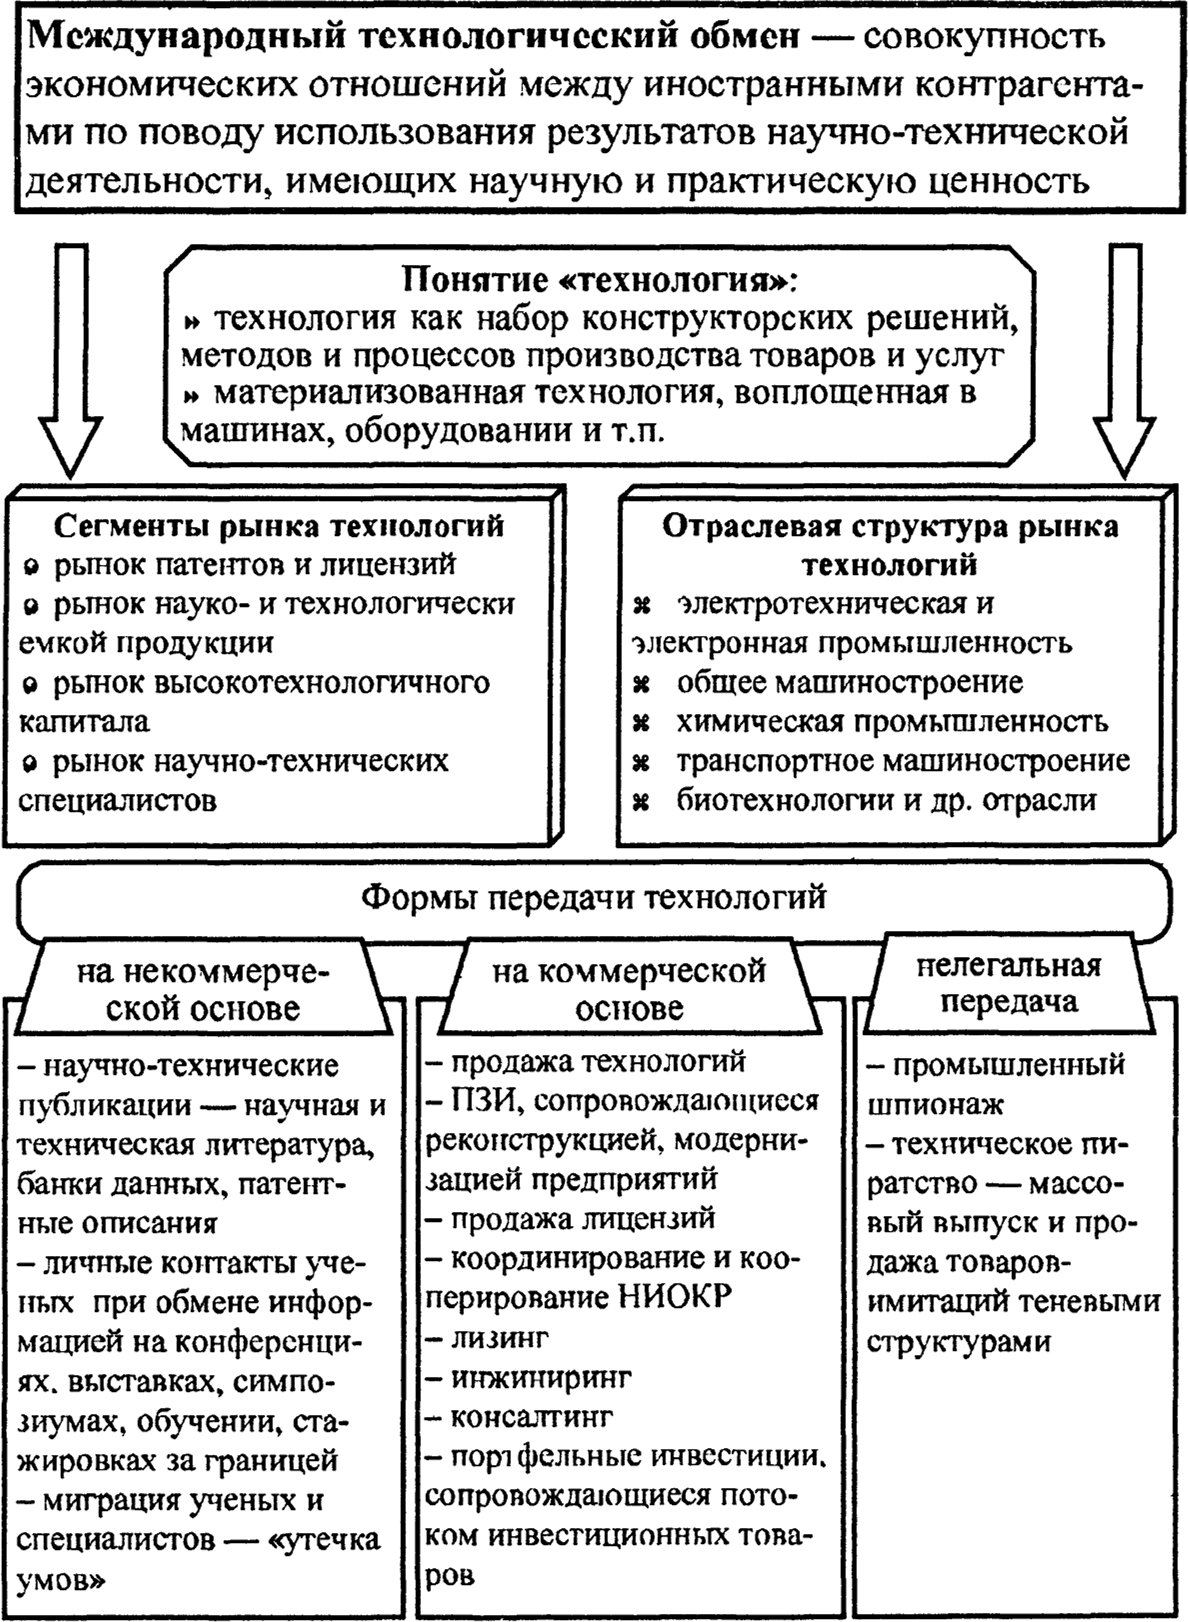 Международный технологический обмен — совокупность
экономических отношений между иностранными контрагента-
ми по поводу использования результатов научно-технической
деятельности, имеющих научную и практическую ценность
Понятие «технология»:
» технология как набор конструкторских решений,
методов и процессов производства товаров и услуг
» материализованная технология, воплощенная в
машинах, оборудовании и т.п.
Сегменты рынка технологий
рынок патентов и лицензий
рынок науко- и технологически
емкой продукции
рынок высокотехнологичного
капитала
рынок научно-технических
специалистов
Отраслевая структура рынка
технологий
⌘ электротехническая и
электронная промышленность
⌘ общее машиностроение
⌘ химическая промышленность
⌘ транспортное машиностроение
⌘ биотехнологии и др. отрасли
Формы передачи технологий
на некоммерче-
ской основе
– научно-технические
публикации — научная и
техническая литература,
банки данных, патент-
ные описания
– личные контакты уче-
ных при обмене инфор-
мацией на конференци-
ях, выставках, симпо-
зиумах, обучении, ста-
жировках за границей
– миграция ученых и
специалистов — «утечка
умов»
на коммерческой
основе
– продажа технологий
– ПЗИ, сопровождающиеся
реконструкцией, модерни-
зацией предприятий
– продажа лицензий
– координирование и коо-
перирование НИОКР
– лизинг
– инжиниринг
– консалтинг
– портфельные инвестиции,
сопровождающиеся пото-
ком инвестиционных това-
ров
нелегальная
передача
– промышленный
шпионаж
– техническое пи-
ратство — массо-
вый выпуск и про-
дажа товаров-
имитаций теневыми
структурами